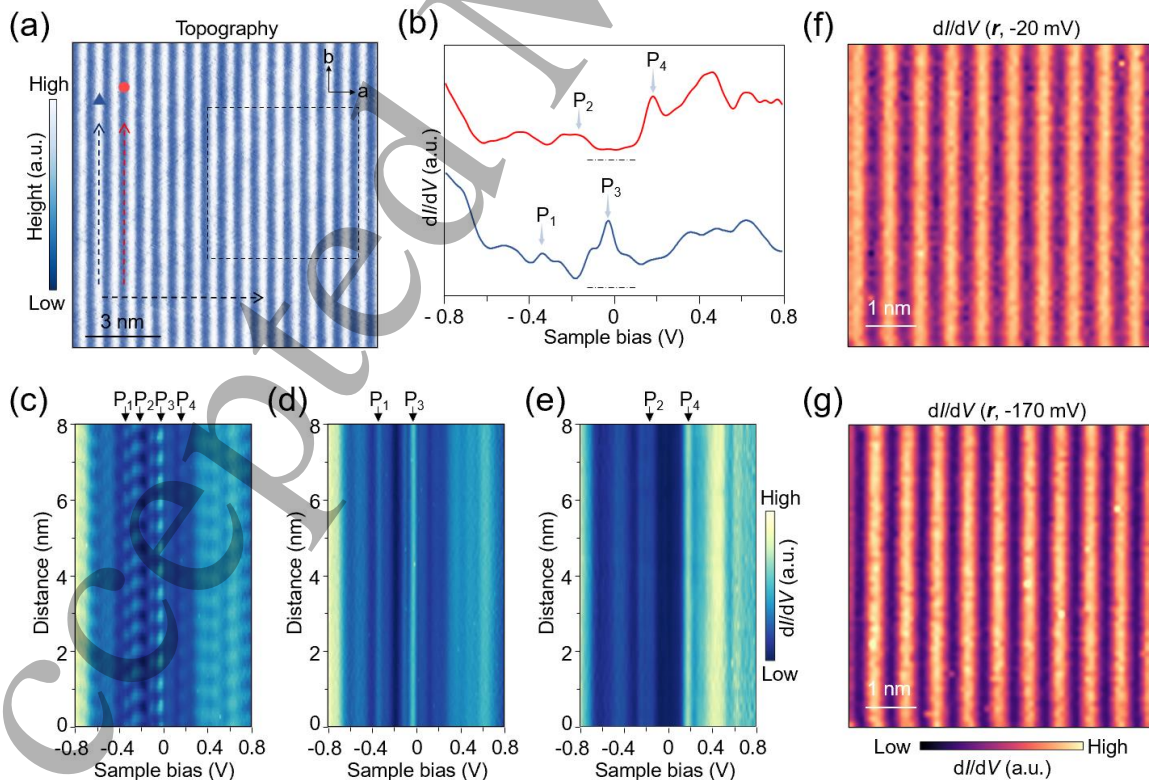 (a)
Topography
High
Height (a.u.)
Low
b
a
3 nm
(b)
dI/dV (a.u.)
P₂
P₄
P₁
P₃
-0.8 -0.4 0 0.4 0.8
Sample bias (V)
(f)
dI/dV (r, -20 mV)
1 nm
(c)
P₁ P₂ P₃ P₄
Distance (nm)
8
6
4
2
0
-0.8 -0.4 0 0.4 0.8
Sample bias (V)
(d)
P₁ P₃
Distance (nm)
8
6
4
2
0
-0.8 -0.4 0 0.4 0.8
Sample bias (V)
(e)
P₂ P₄
Distance (nm)
8
6
4
2
0
-0.8 -0.4 0 0.4 0.8
Sample bias (V)
High
dI/dV (a.u.)
Low
(g)
dI/dV (r, -170 mV)
1 nm
Low High
dI/dV (a.u.)
ccepted